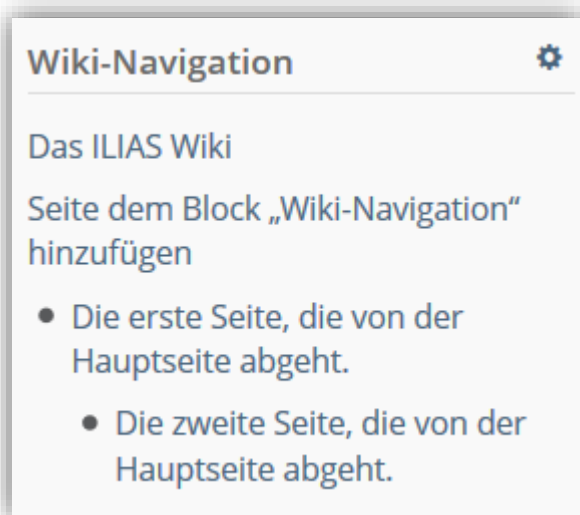 Wiki-Navigation
Das ILIAS Wiki
Seite dem Block „Wiki-Navigation“
hinzufügen
Die erste Seite, die von der
Hauptseite abgeht.
Die zweite Seite, die von der
Hauptseite abgeht.